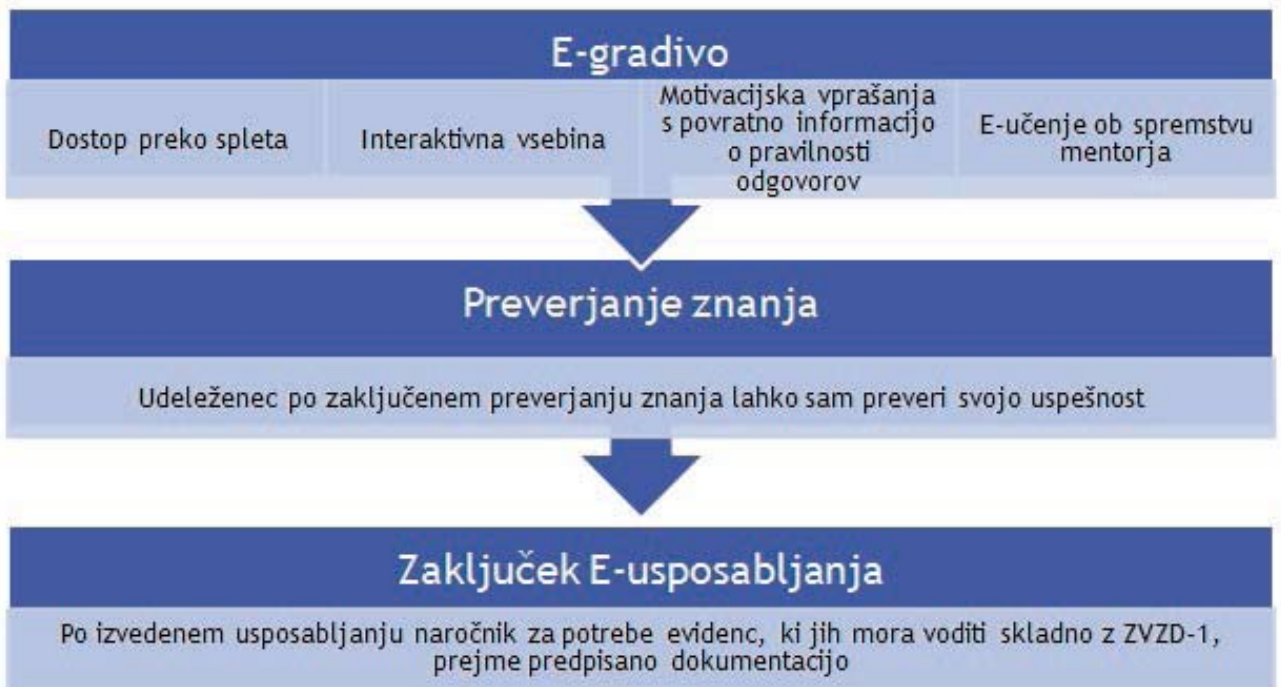 E-gradivo
Dostop preko spleta
Interaktivna vsebina
Motivacijska vprašanja
s povratno informacijo
o pravilnosti
odgovorov
E-učenje ob spremstvu
mentorja
Preverjanje znanja
Udeleženec po zaključenem preverjanju znanja lahko sam preveri svojo uspešnost
Zaključek E-usposabljanja
Po izvedenem usposabljanju naročnik za potrebe evidenc, ki jih mora voditi skladno z ZVZD-1,
prejme predpisano dokumentacijo